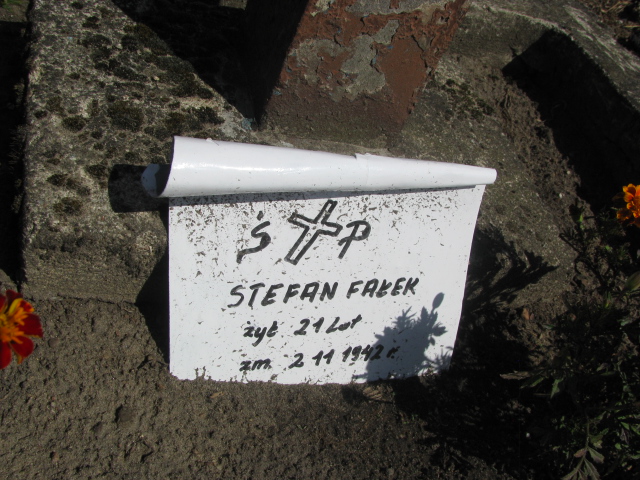 Ś P
STEFAN FAŁEK
żył 21 Lat
zm. 2 11 1942 r.